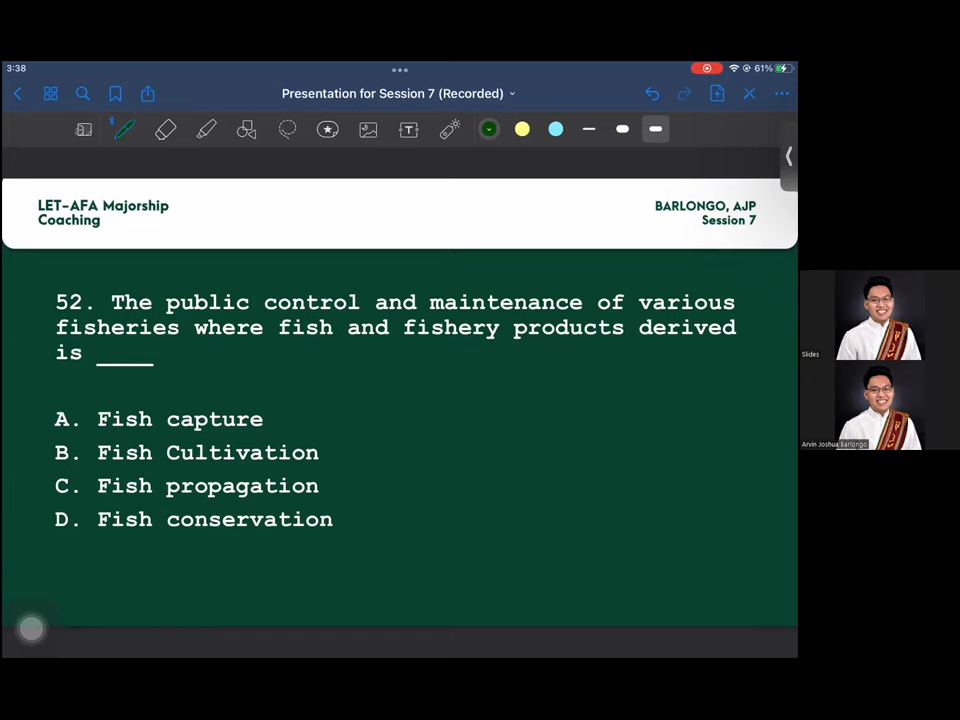 3:38
61%
Presentation for Session 7 (Recorded)
T
LET-AFA Majorship
Coaching
BARLONGO, AJP
Session 7
52. The public control and maintenance of various
fisheries where fish and fishery products derived
is ____
A. Fish capture
B. Fish Cultivation
C. Fish propagation
D. Fish conservation
Slides
Arvin Joshua Barlongo